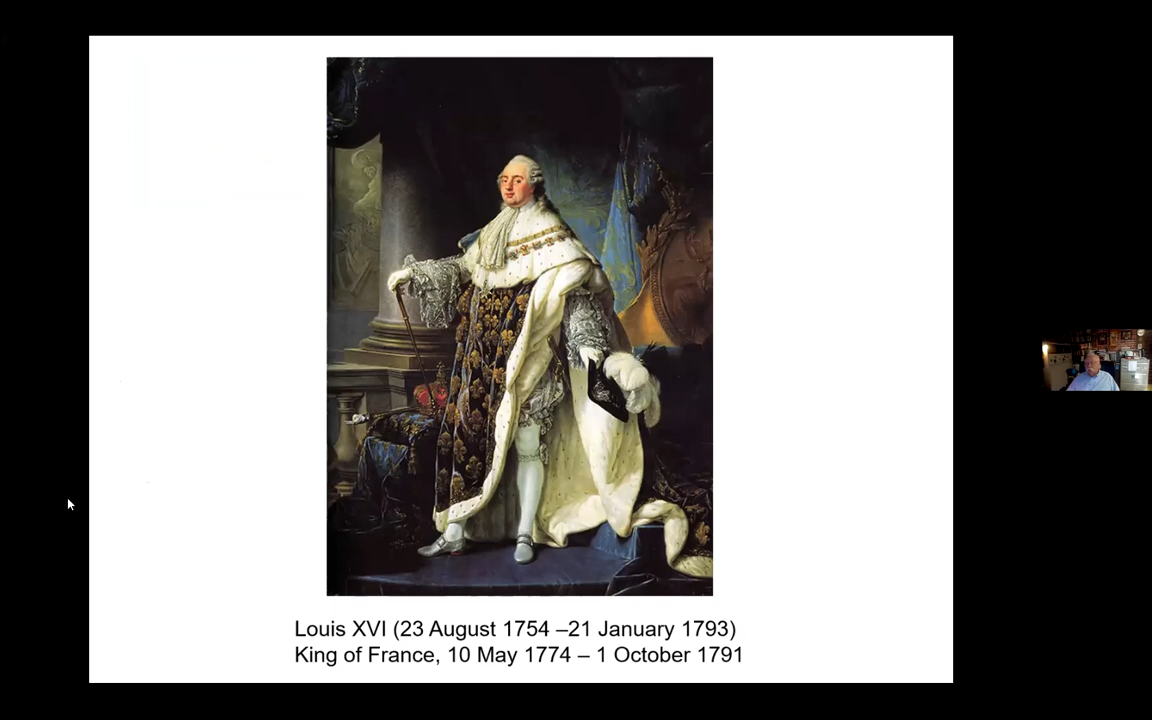 Louis XVI (23 August 1754 –21 January 1793)
King of France, 10 May 1774 – 1 October 1791